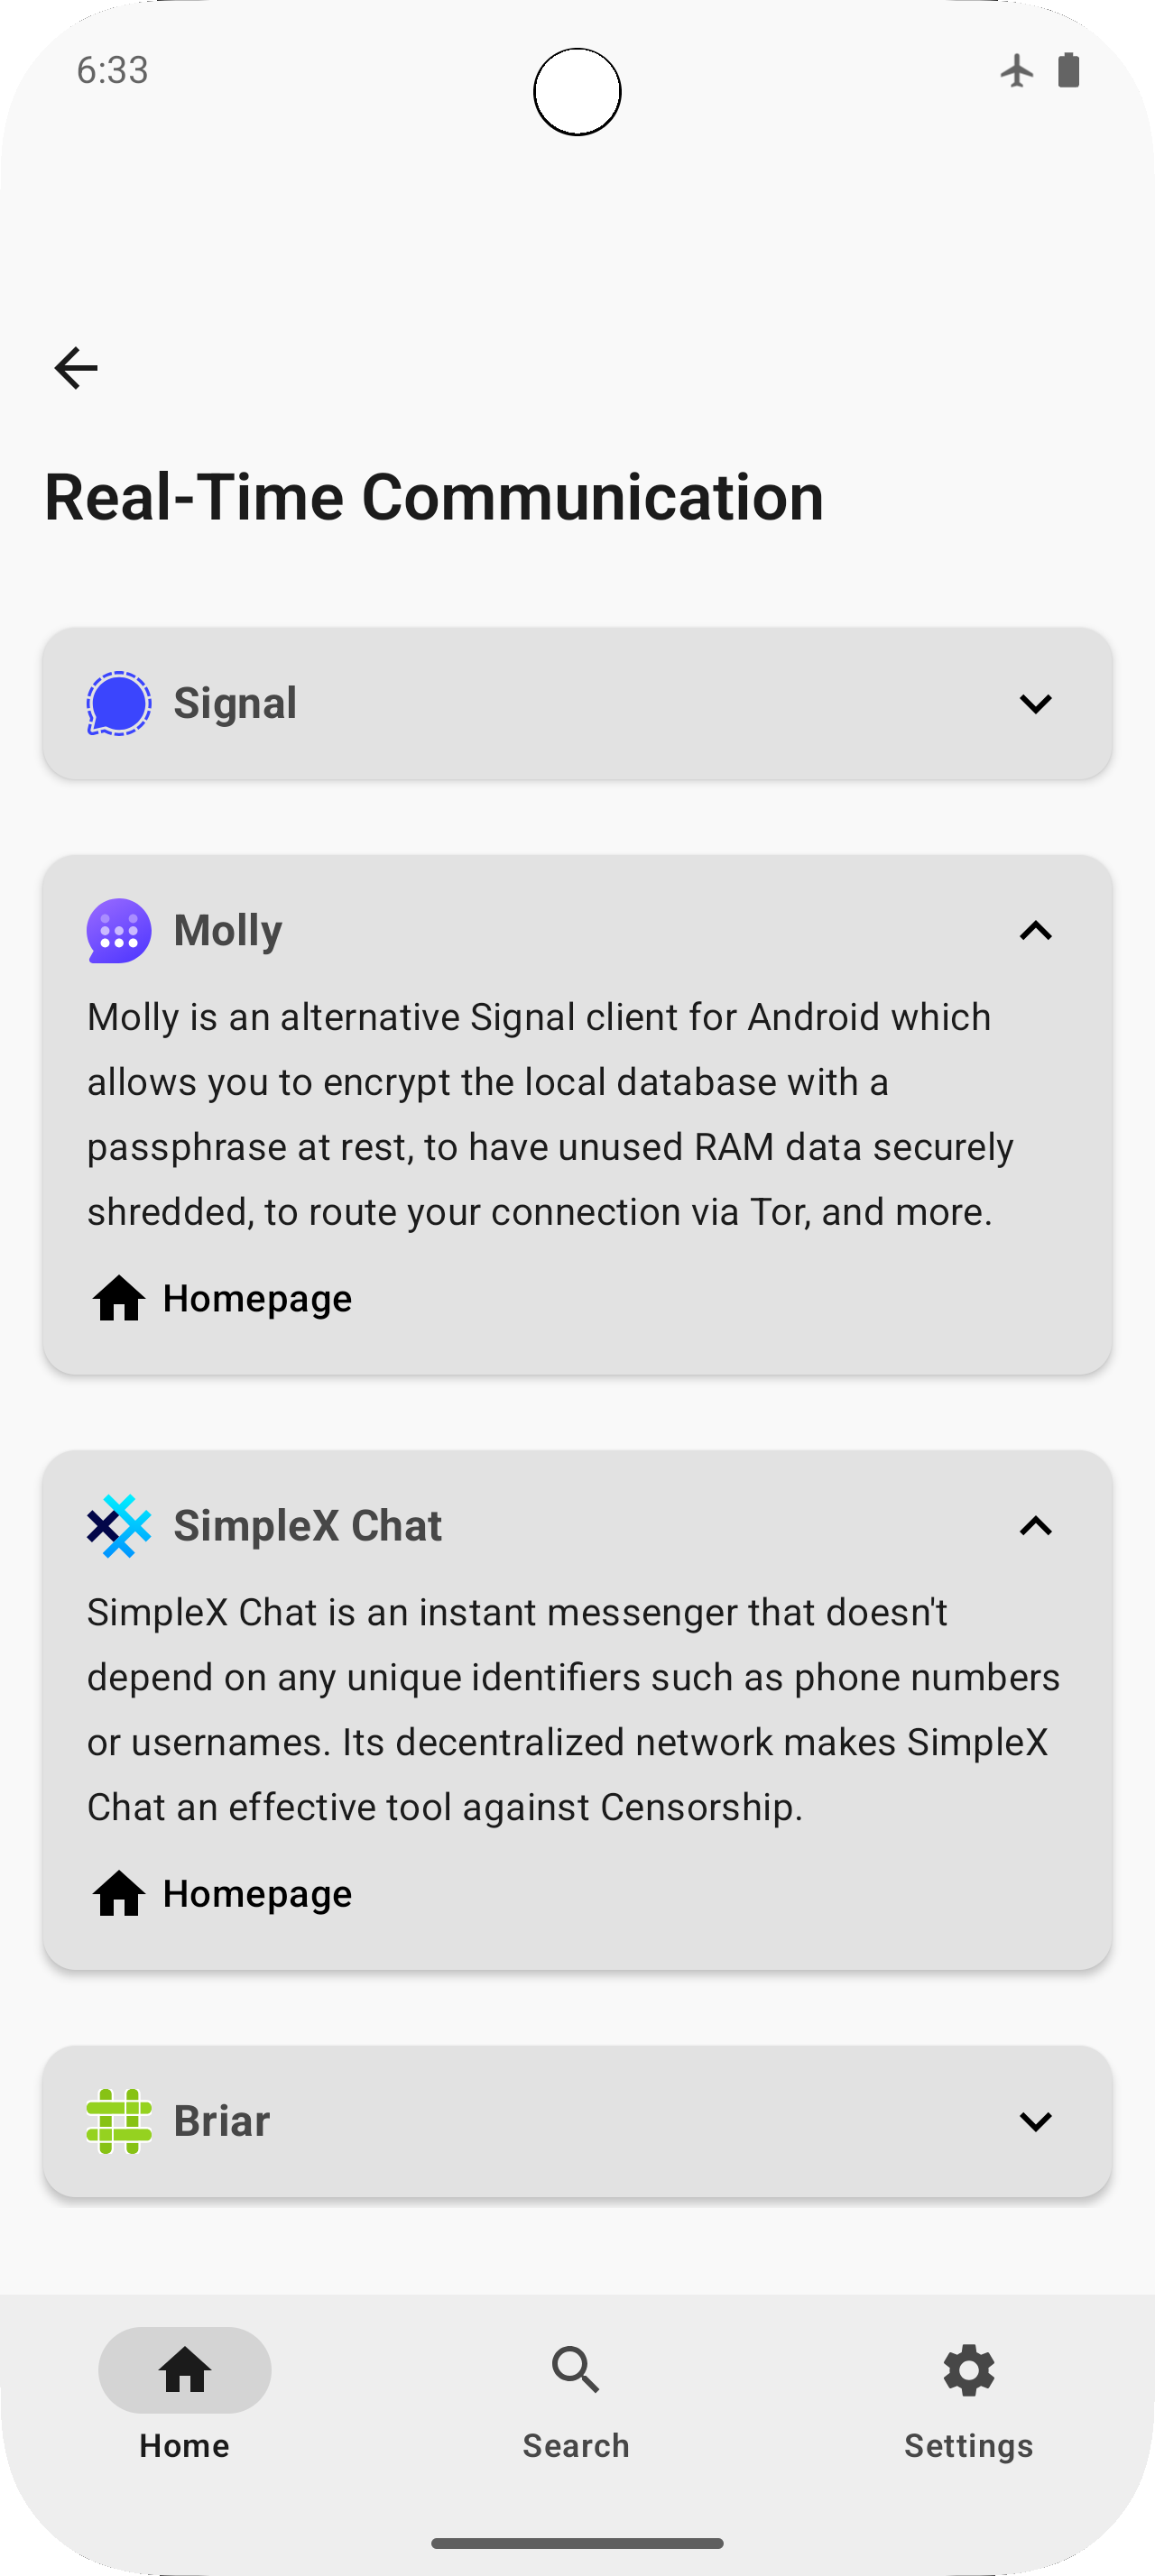 6:33
Real-Time Communication
Signal
Molly
Molly is an alternative Signal client for Android which
allows you to encrypt the local database with a
passphrase at rest, to have unused RAM data securely
shredded, to route your connection via Tor, and more.
Homepage
SimpleX Chat
SimpleX Chat is an instant messenger that doesn't
depend on any unique identifiers such as phone numbers
or usernames. Its decentralized network makes SimpleX
Chat an effective tool against Censorship.
Homepage
Briar
Home
Search
Settings